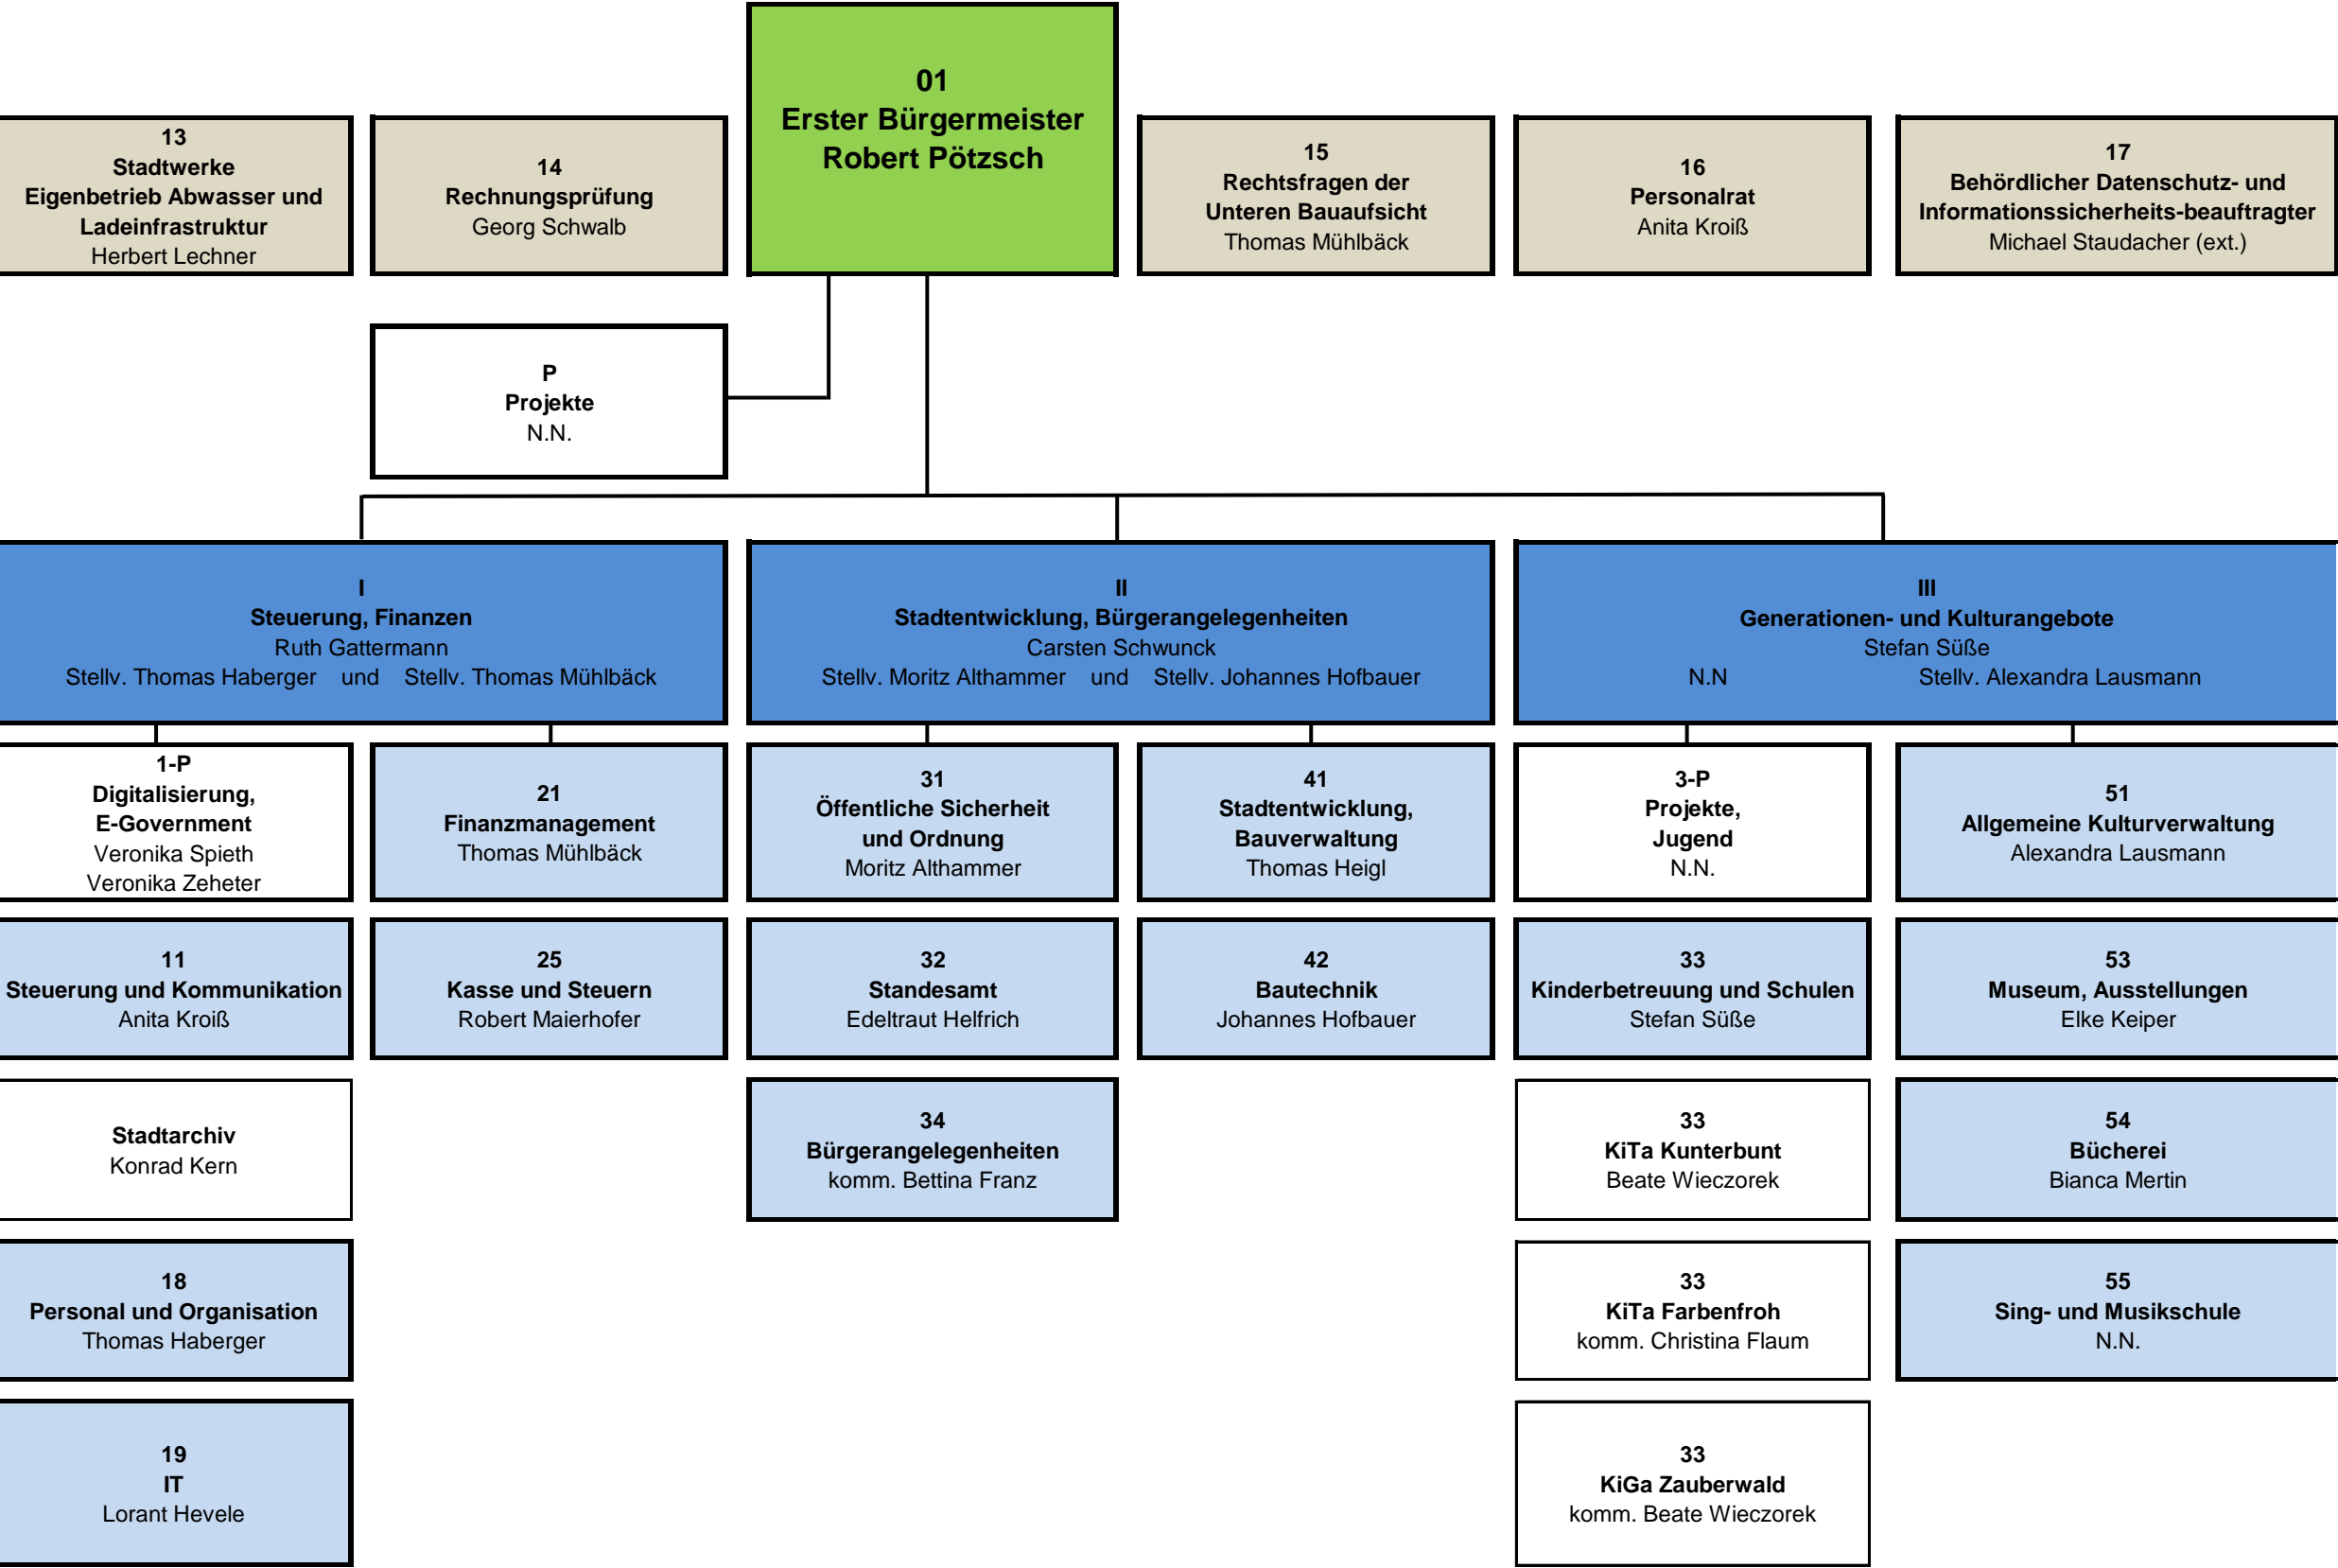 01
Erster Bürgermeister
Robert Pötzsch
13
Stadtwerke
Eigenbetrieb Abwasser und
Ladeinfrastruktur
Herbert Lechner
14
Rechnungsprüfung
Georg Schwalb
15
Rechtsfragen der
Unteren Bauaufsicht
Thomas Mühlbäck
16
Personalrat
Anita Kroiß
17
Behördlicher Datenschutz- und
Informationssicherheits-beauftragter
Michael Staudacher (ext.)
P
Projekte
N.N.
I
Steuerung, Finanzen
Ruth Gattermann
Stellv. Thomas Haberger und Stellv. Thomas Mühlbäck
II
Stadtentwicklung, Bürgerangelegenheiten
Carsten Schwunck
Stellv. Moritz Althammer und Stellv. Johannes Hofbauer
III
Generationen- und Kulturangebote
Stefan Süße
N.N Stellv. Alexandra Lausmann
1-P
Digitalisierung,
E-Government
Veronika Spieth
Veronika Zeheter
21
Finanzmanagement
Thomas Mühlbäck
31
Öffentliche Sicherheit
und Ordnung
Moritz Althammer
41
Stadtentwicklung,
Bauverwaltung
Thomas Heigl
3-P
Projekte,
Jugend
N.N.
51
Allgemeine Kulturverwaltung
Alexandra Lausmann
11
Steuerung und Kommunikation
Anita Kroiß
25
Kasse und Steuern
Robert Maierhofer
32
Standesamt
Edeltraut Helfrich
42
Bautechnik
Johannes Hofbauer
33
Kinderbetreuung und Schulen
Stefan Süße
53
Museum, Ausstellungen
Elke Keiper
Stadtarchiv
Konrad Kern
34
Bürgerangelegenheiten
komm. Bettina Franz
33
KiTa Kunterbunt
Beate Wieczorek
54
Bücherei
Bianca Mertin
18
Personal und Organisation
Thomas Haberger
33
KiTa Farbenfroh
komm. Christina Flaum
55
Sing- und Musikschule
N.N.
19
IT
Lorant Hevele
33
KiGa Zauberwald
komm. Beate Wieczorek